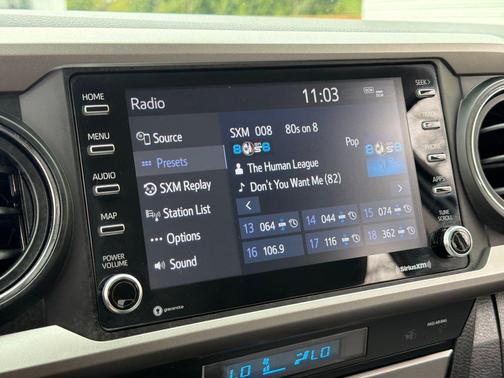 Radio 11:03
HOME
MENU
AUDIO
MAP
POWER
VOLUME
Source
Presets
SXM Replay
Station List
Options
Sound
SXM 008 80s on 8
Pop
The Human League
Don't You Want Me (82)
13 064
14 044
15 074
16 106.9
17 116
18 362
SEEK
PHONE
APPS
TUNE
SCROLL
SiriusXM
gracenote
LO
LO